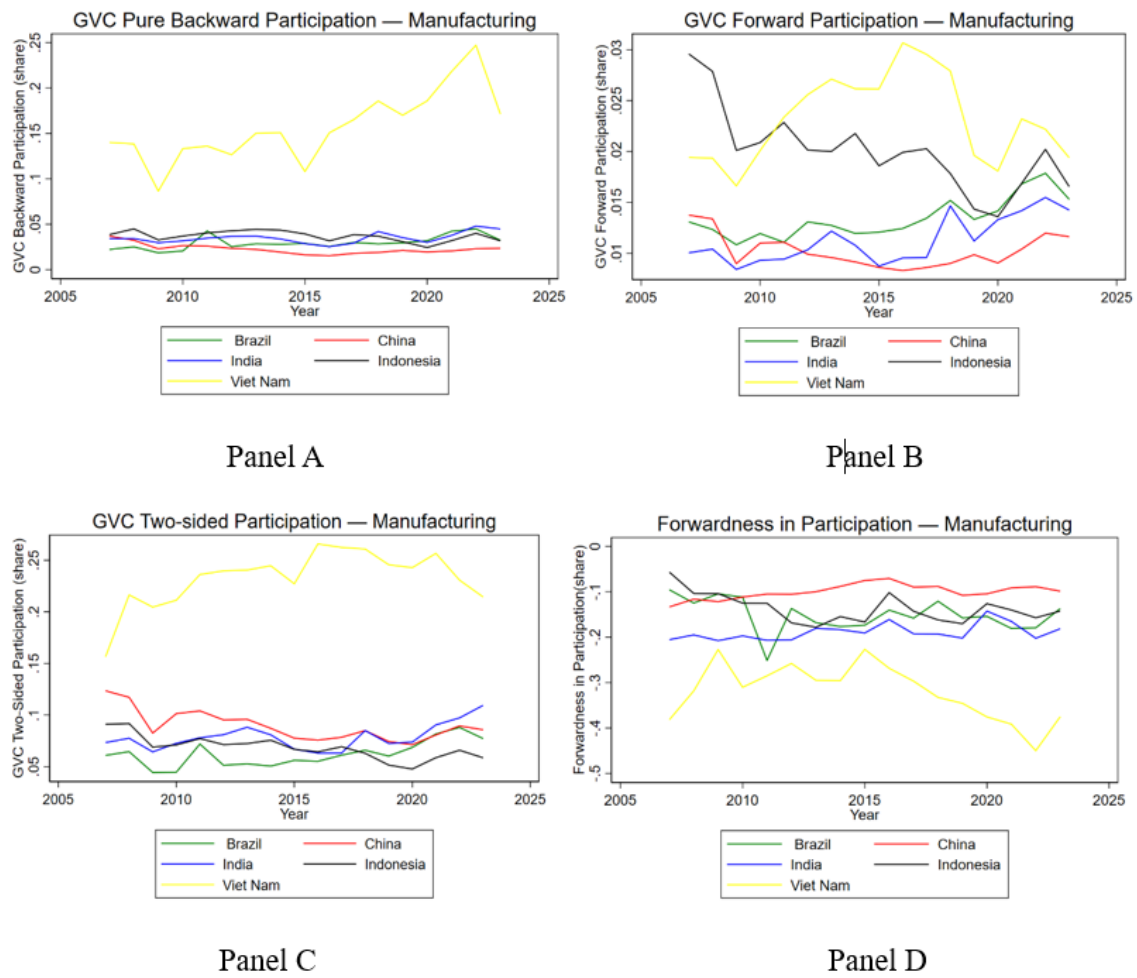 GVC Pure Backward Participation — Manufacturing
GVC Backward Participation (share)
.25
.2
.15
.1
.05
0
2005 2010 2015 2020 2025
Year
Brazil China
India Indonesia
Viet Nam
Panel A
GVC Forward Participation — Manufacturing
GVC Forward Participation (share)
.03
.025
.02
.015
.01
2005 2010 2015 2020 2025
Year
Brazil China
India Indonesia
Viet Nam
Panel B
GVC Two-sided Participation — Manufacturing
GVC Two-Sided Participation (share)
.25
.2
.15
.1
.05
2005 2010 2015 2020 2025
Year
Brazil China
India Indonesia
Viet Nam
Panel C
Forwardness in Participation — Manufacturing
Forwardness in Participation(share)
0
-.1
-.2
-.3
-.4
-.5
2005 2010 2015 2020 2025
Year
Brazil China
India Indonesia
Viet Nam
Panel D